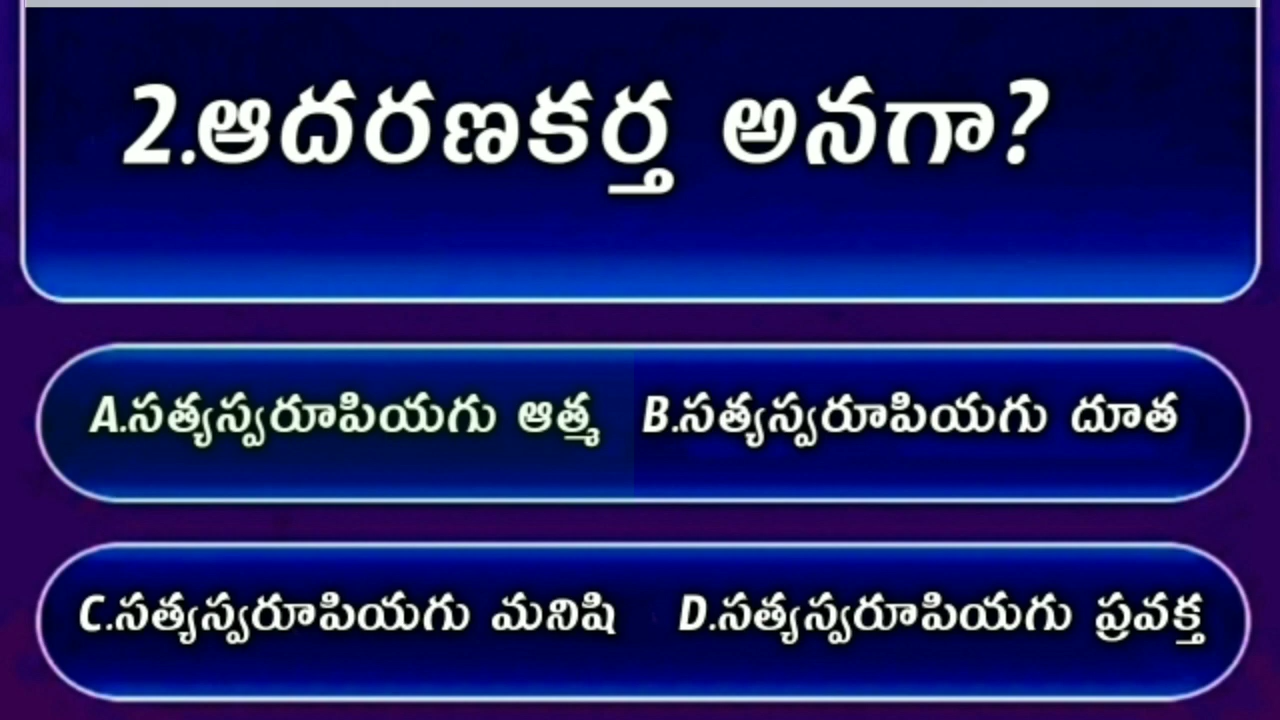 2.ఆదరణకర్త అనగా?
A.సత్యస్వరూపియగు ఆత్మ B.సత్యస్వరూపియగు దూత
C.సత్యస్వరూపియగు మనిషి D.సత్యస్వరూపియగు ప్రవక్త